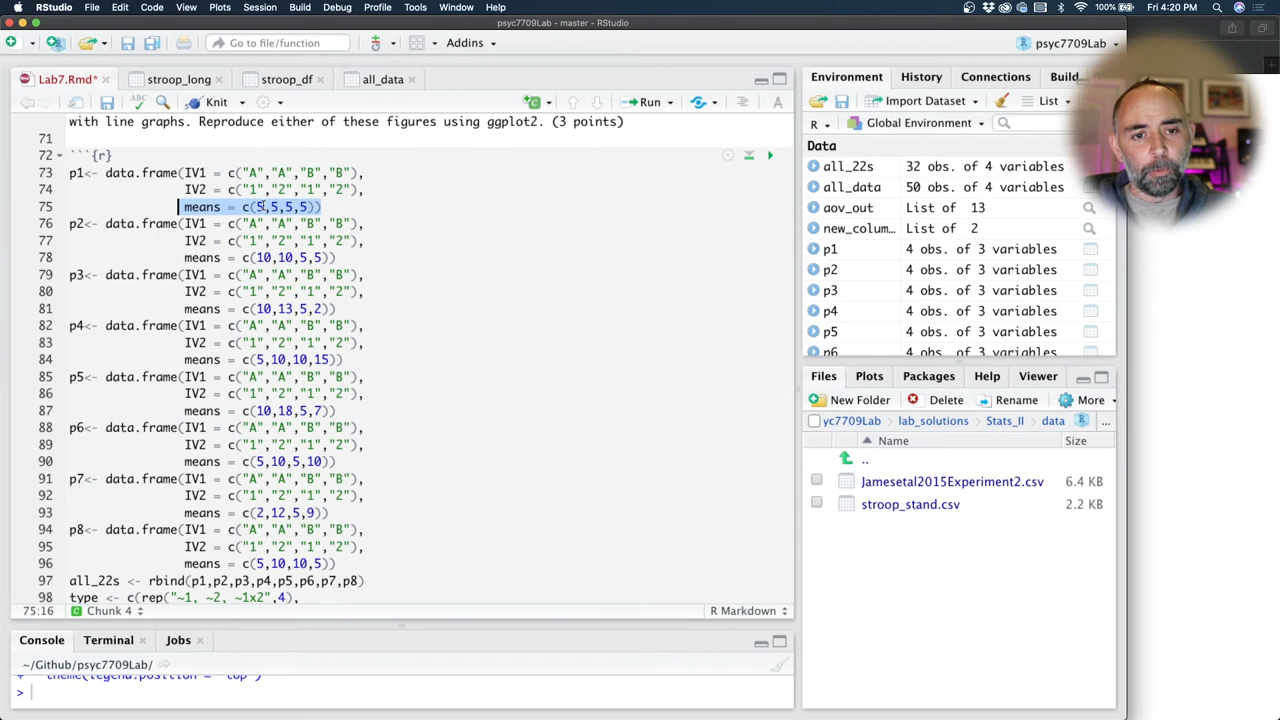 RStudio File Edit Code View Plots Session Build Debug Profile Tools Window Help 100% Fri 4:20 PM
psyc7709Lab - master - RStudio
Go to file/function Addins psyc7709Lab
Lab7.Rmd* stroop_long stroop_df all_data
ABC Knit Run
with line graphs. Reproduce either of these figures using ggplot2. (3 points)
71
72 ```{r}
73 p1<- data.frame(IV1 = c("A","A","B","B"),
74 IV2 = c("1","2","1","2"),
75 means = c(5,5,5,5))
76 p2<- data.frame(IV1 = c("A","A","B","B"),
77 IV2 = c("1","2","1","2"),
78 means = c(10,10,5,5))
79 p3<- data.frame(IV1 = c("A","A","B","B"),
80 IV2 = c("1","2","1","2"),
81 means = c(10,13,5,2))
82 p4<- data.frame(IV1 = c("A","A","B","B"),
83 IV2 = c("1","2","1","2"),
84 means = c(5,10,10,15))
85 p5<- data.frame(IV1 = c("A","A","B","B"),
86 IV2 = c("1","2","1","2"),
87 means = c(10,18,5,7))
88 p6<- data.frame(IV1 = c("A","A","B","B"),
89 IV2 = c("1","2","1","2"),
90 means = c(5,10,5,10))
91 p7<- data.frame(IV1 = c("A","A","B","B"),
92 IV2 = c("1","2","1","2"),
93 means = c(2,12,5,9))
94 p8<- data.frame(IV1 = c("A","A","B","B"),
95 IV2 = c("1","2","1","2"),
96 means = c(5,10,10,5))
97 all_22s <- rbind(p1,p2,p3,p4,p5,p6,p7,p8)
98 type <- c(rep("~1, ~2, ~1x2",4),
75:16 Chunk 4 R Markdown
Console Terminal Jobs
~/Github/psyc7709Lab/
+ theme(legend.position = "top")
>
Environment History Connections Build
Import Dataset List
R Global Environment
Data
all_22s 32 obs. of 4 variables
all_data 50 obs. of 4 variables
aov_out List of 13
new_colum… List of 2
p1 4 obs. of 3 variables
p2 4 obs. of 3 variables
p3 4 obs. of 3 variables
p4 4 obs. of 3 variables
p5 4 obs. of 3 variables
p6 4 obs. of 3 variables
Files Plots Packages Help Viewer
New Folder Delete Rename More
yc7709Lab lab_solutions Stats_II data ...
Name Size
..
Jamesetal2015Experiment2.csv 6.4 KB
stroop_stand.csv 2.2 KB